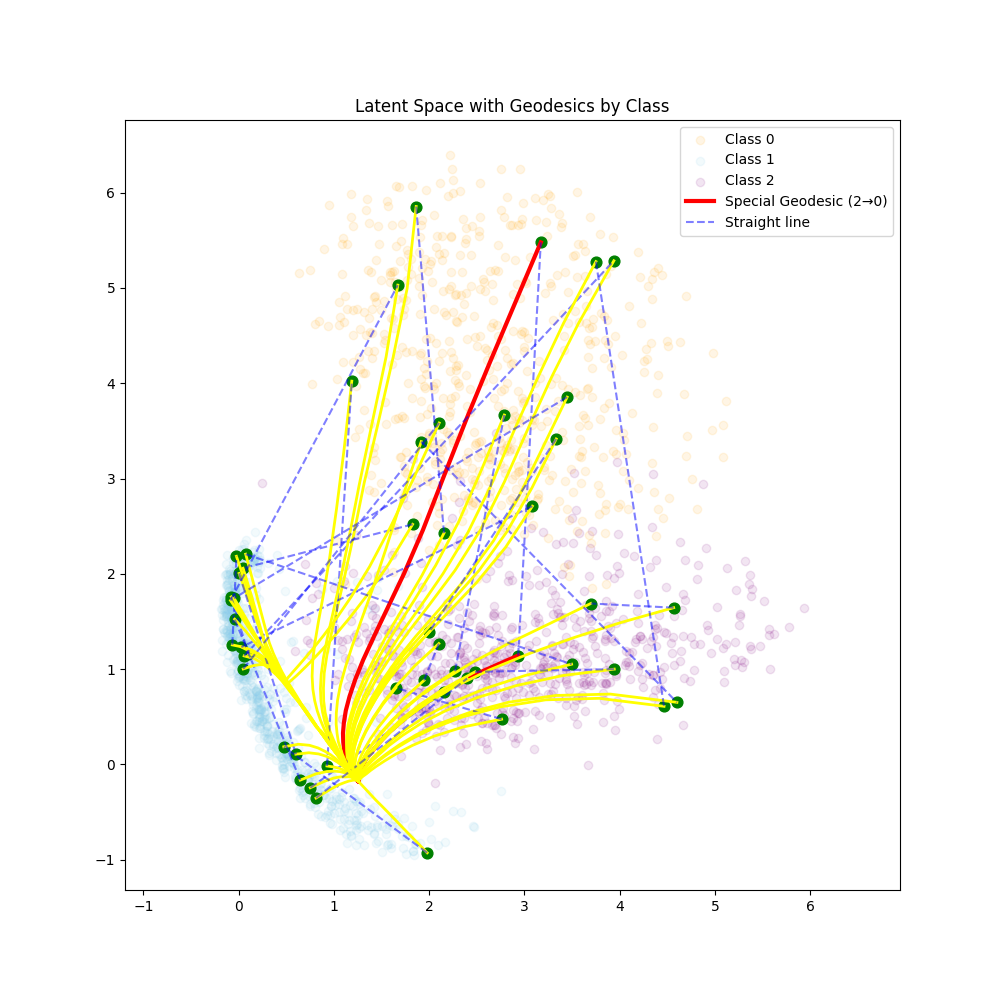 Latent Space with Geodesics by Class
Class 0
Class 1
Class 2
Special Geodesic (2→0)
Straight line
6
5
4
3
2
1
0
−1
−1
0
1
2
3
4
5
6